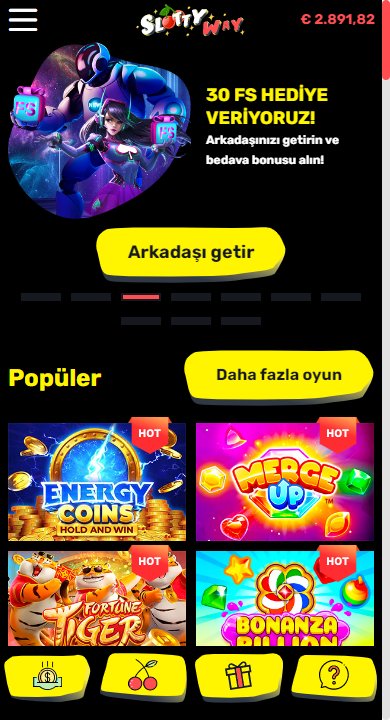 SLOTTY WAY
€ 2.891,82
FS
FS
30 FS HEDİYE
VERİYORUZ!
Arkadaşınızı getirin ve
bedava bonusu alın!
Arkadaşı getir
Popüler
Daha fazla oyun
HOT
HOT
ENERGY
COINS
HOLD AND WIN
MERGE
UP
TM
HOT
HOT
FORTUNE
TIGER
BONANZA
BILLION
$
?